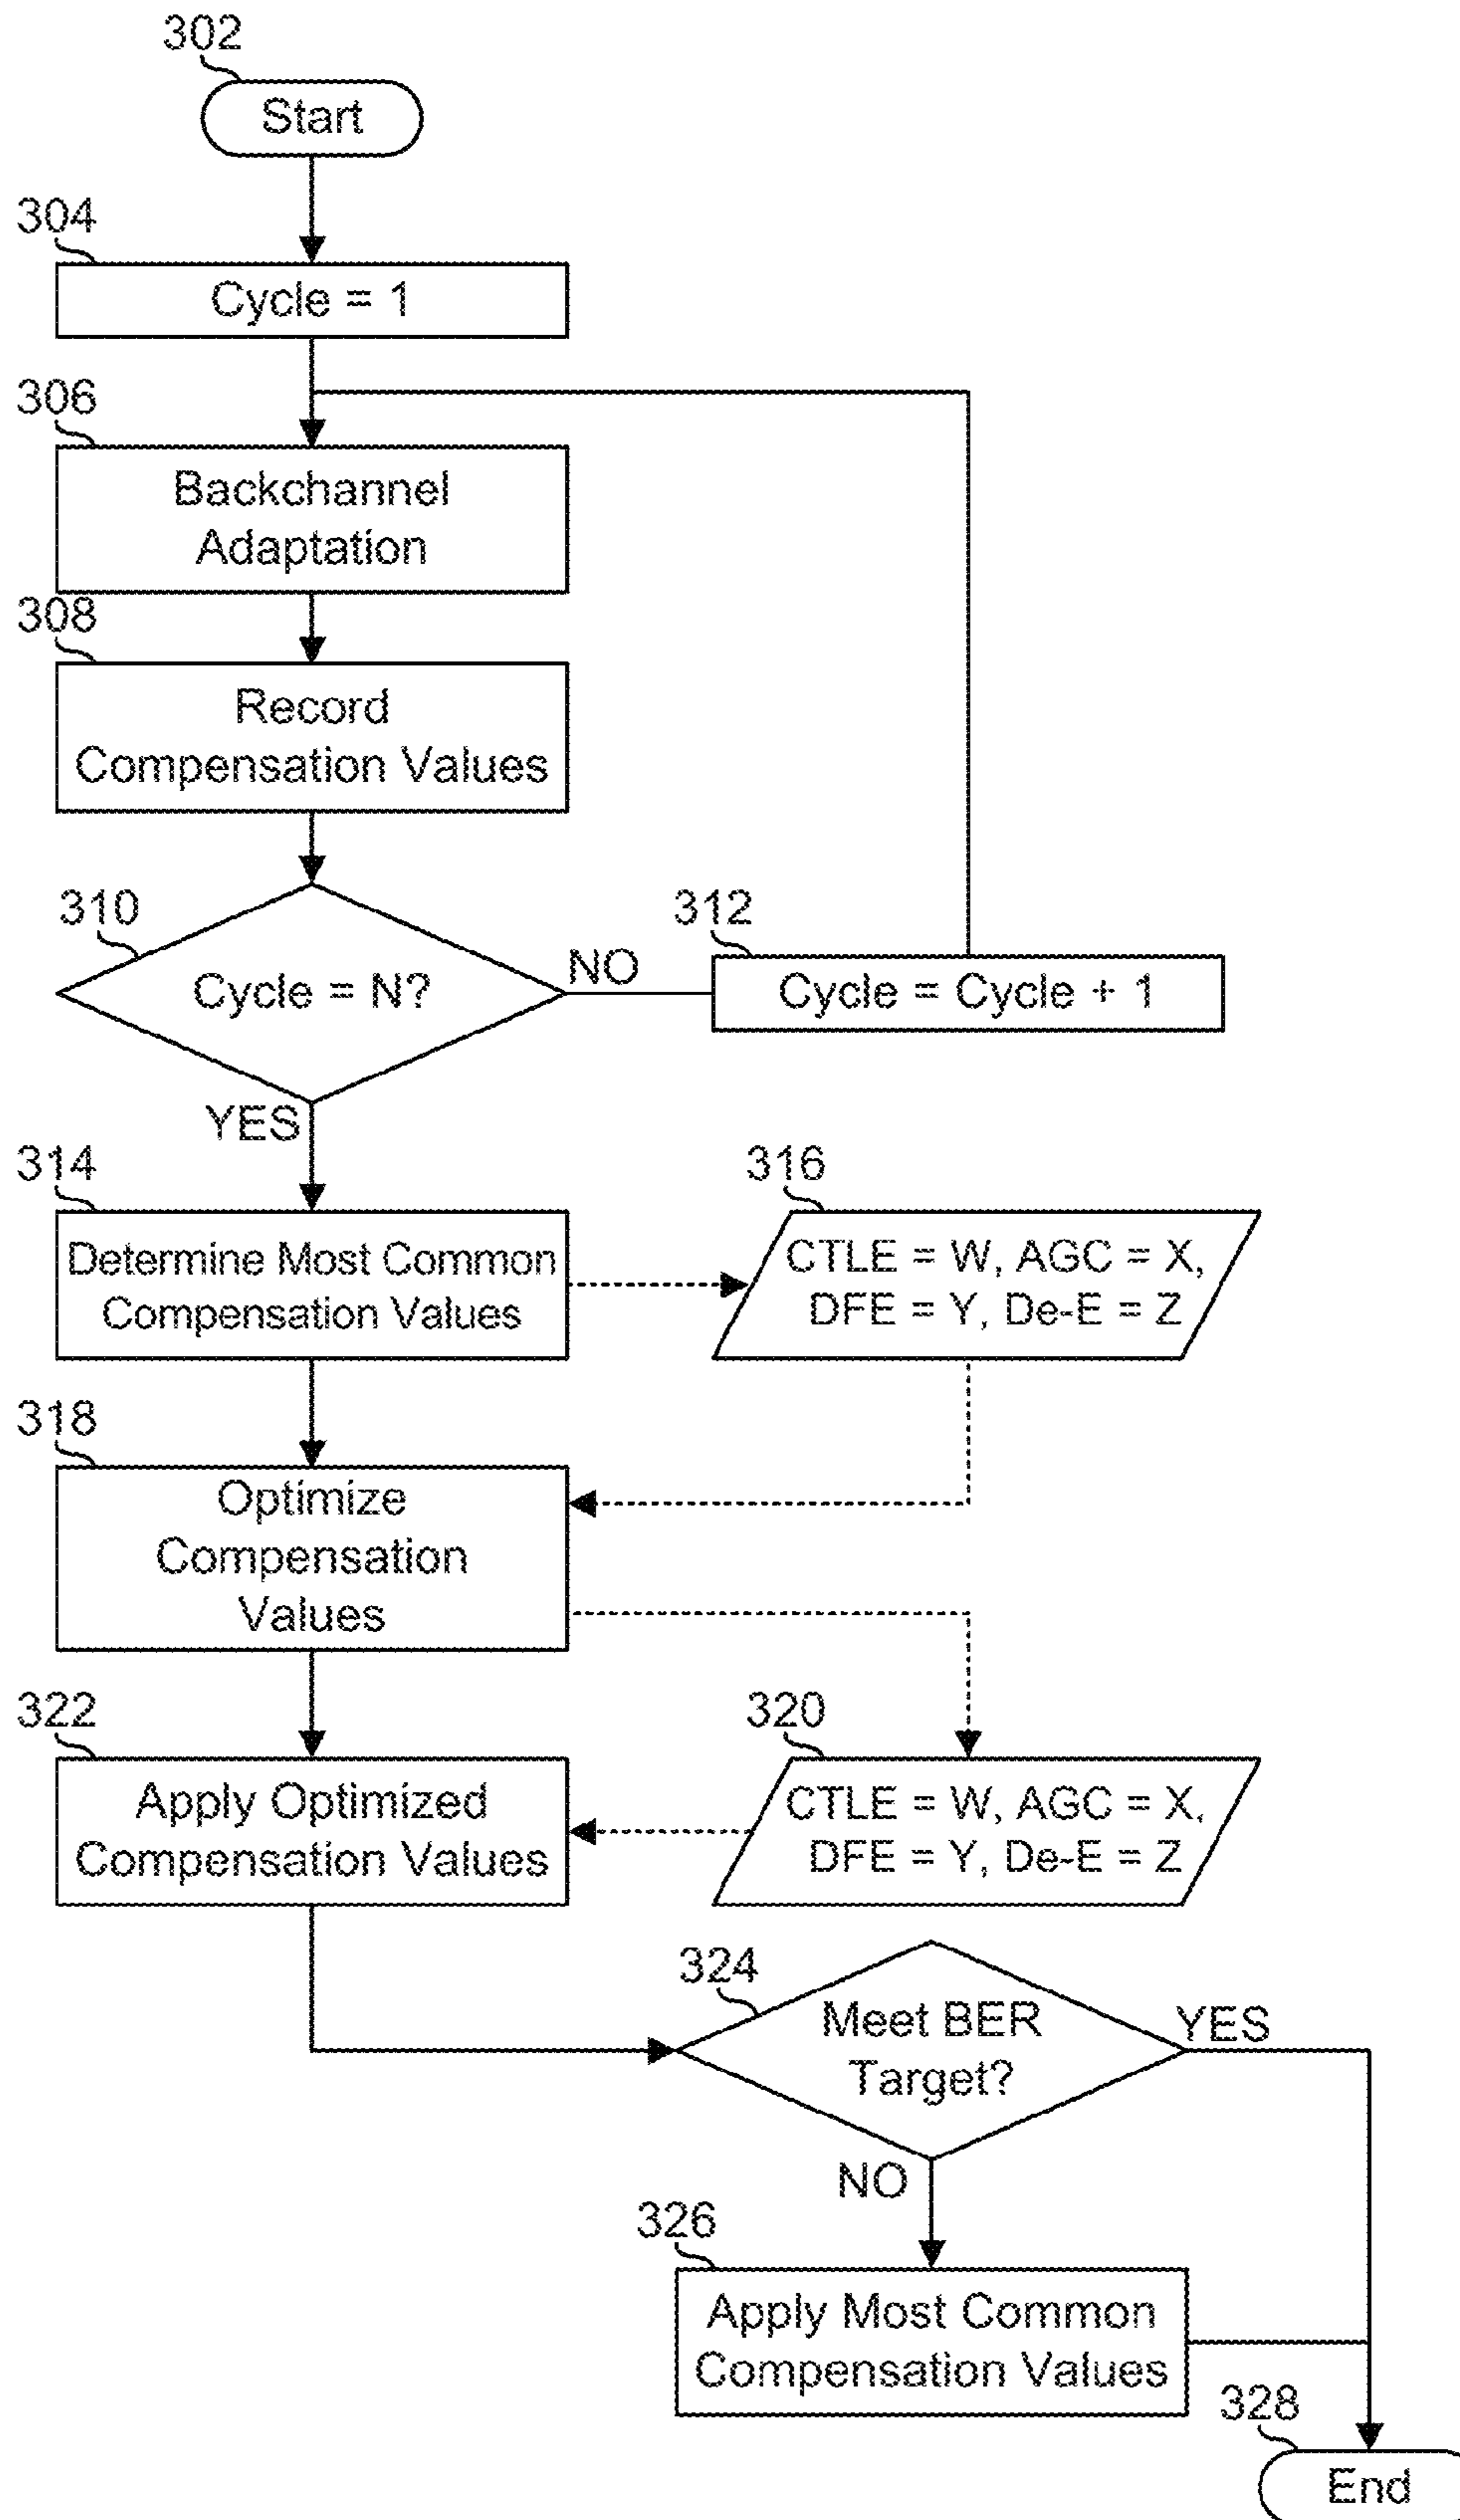 302
Start
304
Cycle = 1
306
Backchannel
Adaptation
308
Record
Compensation Values
310
Cycle = N?
NO
312
Cycle = Cycle + 1
YES
314
Determine Most Common
Compensation Values
316
CTLE = W, AGC = X,
DFE = Y, De-E = Z
318
Optimize
Compensation
Values
322
Apply Optimized
Compensation Values
320
CTLE = W, AGC = X,
DFE = Y, De-E = Z
324
Meet BER
Target?
YES
NO
326
Apply Most Common
Compensation Values
328
End